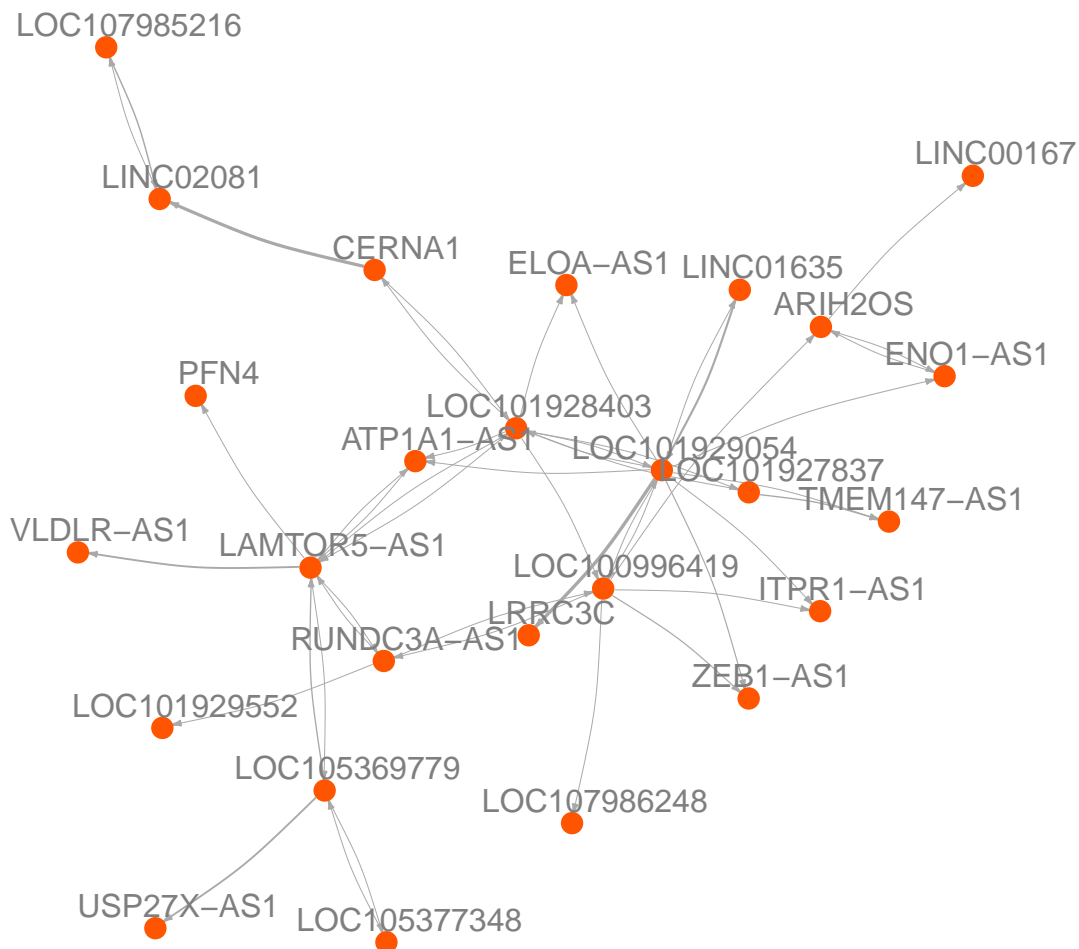 LOC107985216
LINC00167
LINC02081
CERNA1
ELOA−AS1
LINC01635
ARIH2OS
ENO1−AS1
PFN4
LOC101928403
ATP1A1−AS1
LOC101929054
LOC101927837
TMEM147−AS1
VLDLR−AS1
LAMTOR5−AS1
LOC100996419
ITPR1−AS1
LRRC3C
RUNDC3A−AS1
ZEB1−AS1
LOC101929552
LOC105369779
LOC107986248
USP27X−AS1
LOC105377348